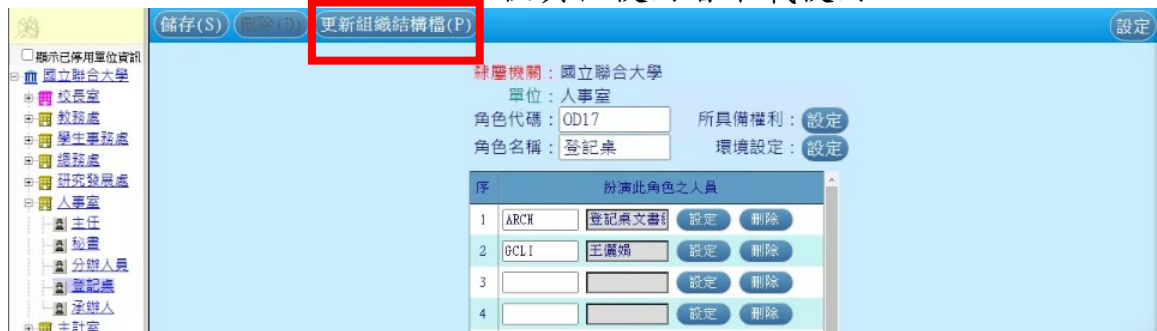 儲存(S) 刪除(D) 更新組織結構檔(P) 設定
顯示已停用單位資訊
國立聯合大學
校長室
教務處
學生事務處
總務處
研究發展處
人事室
主任
秘書
分辦人員
登記桌
承辦人
主計室
隸屬機關：國立聯合大學
單位：人事室
角色代碼： OD17 所具備權利： 設定
角色名稱： 登記桌 環境設定： 設定
序 扮演此角色之人員
1 ARCH 登記桌文書 設定 刪除
2 GCLI 王儷娟 設定 刪除
3 設定 刪除
4 設定 刪除